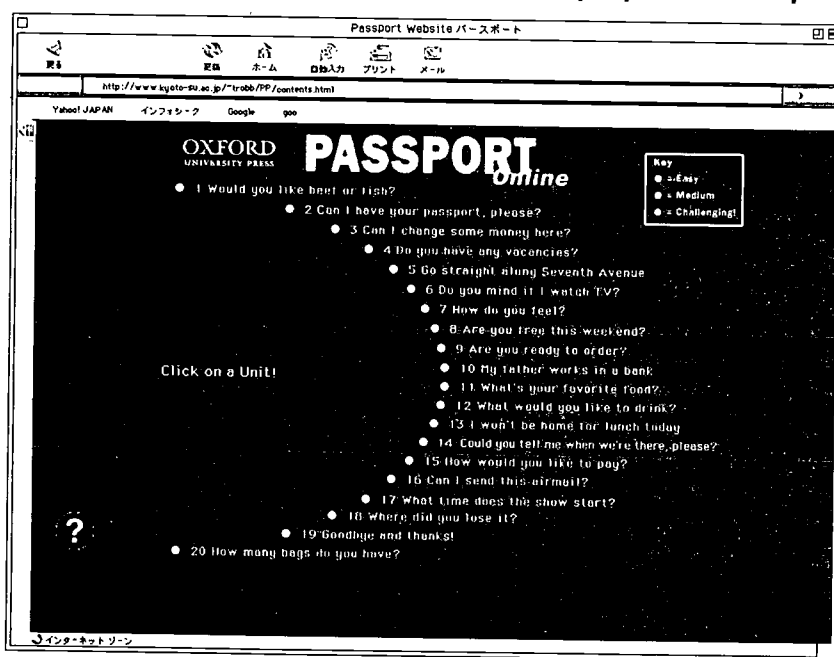 Passport Website パースポート
戻る 更新 ホーム 自動入力 プリント メール
http://www.kyoto-su.ac.jp/~trobb/PP/contents.html
Yahoo! JAPAN インフォシーク Google goo
OXFORD
UNIVERSITY PRESS
PASSPORT
Online
Key
= Easy
= Medium
= Challenging!
1 Would you like beef or fish?
2 Can I have your passport, please?
3 Can I change some money here?
4 Do you have any vacancies?
5 Go straight along Seventh Avenue
6 Do you mind if I watch TV?
7 How do you feel?
8 Are you free this weekend?
9 Are you ready to order?
10 My father works in a bank
Click on a Unit!
11 What's your favorite food?
12 What would you like to drink?
13 I won't be home for lunch today
14 Could you tell me when we're there, please?
15 How would you like to pay?
16 Can I send this airmail?
17 What time does the show start?
18 Where did you lose it?
?
19 Goodbye and thanks!
20 How many bags do you have?
インターネット ゾーン